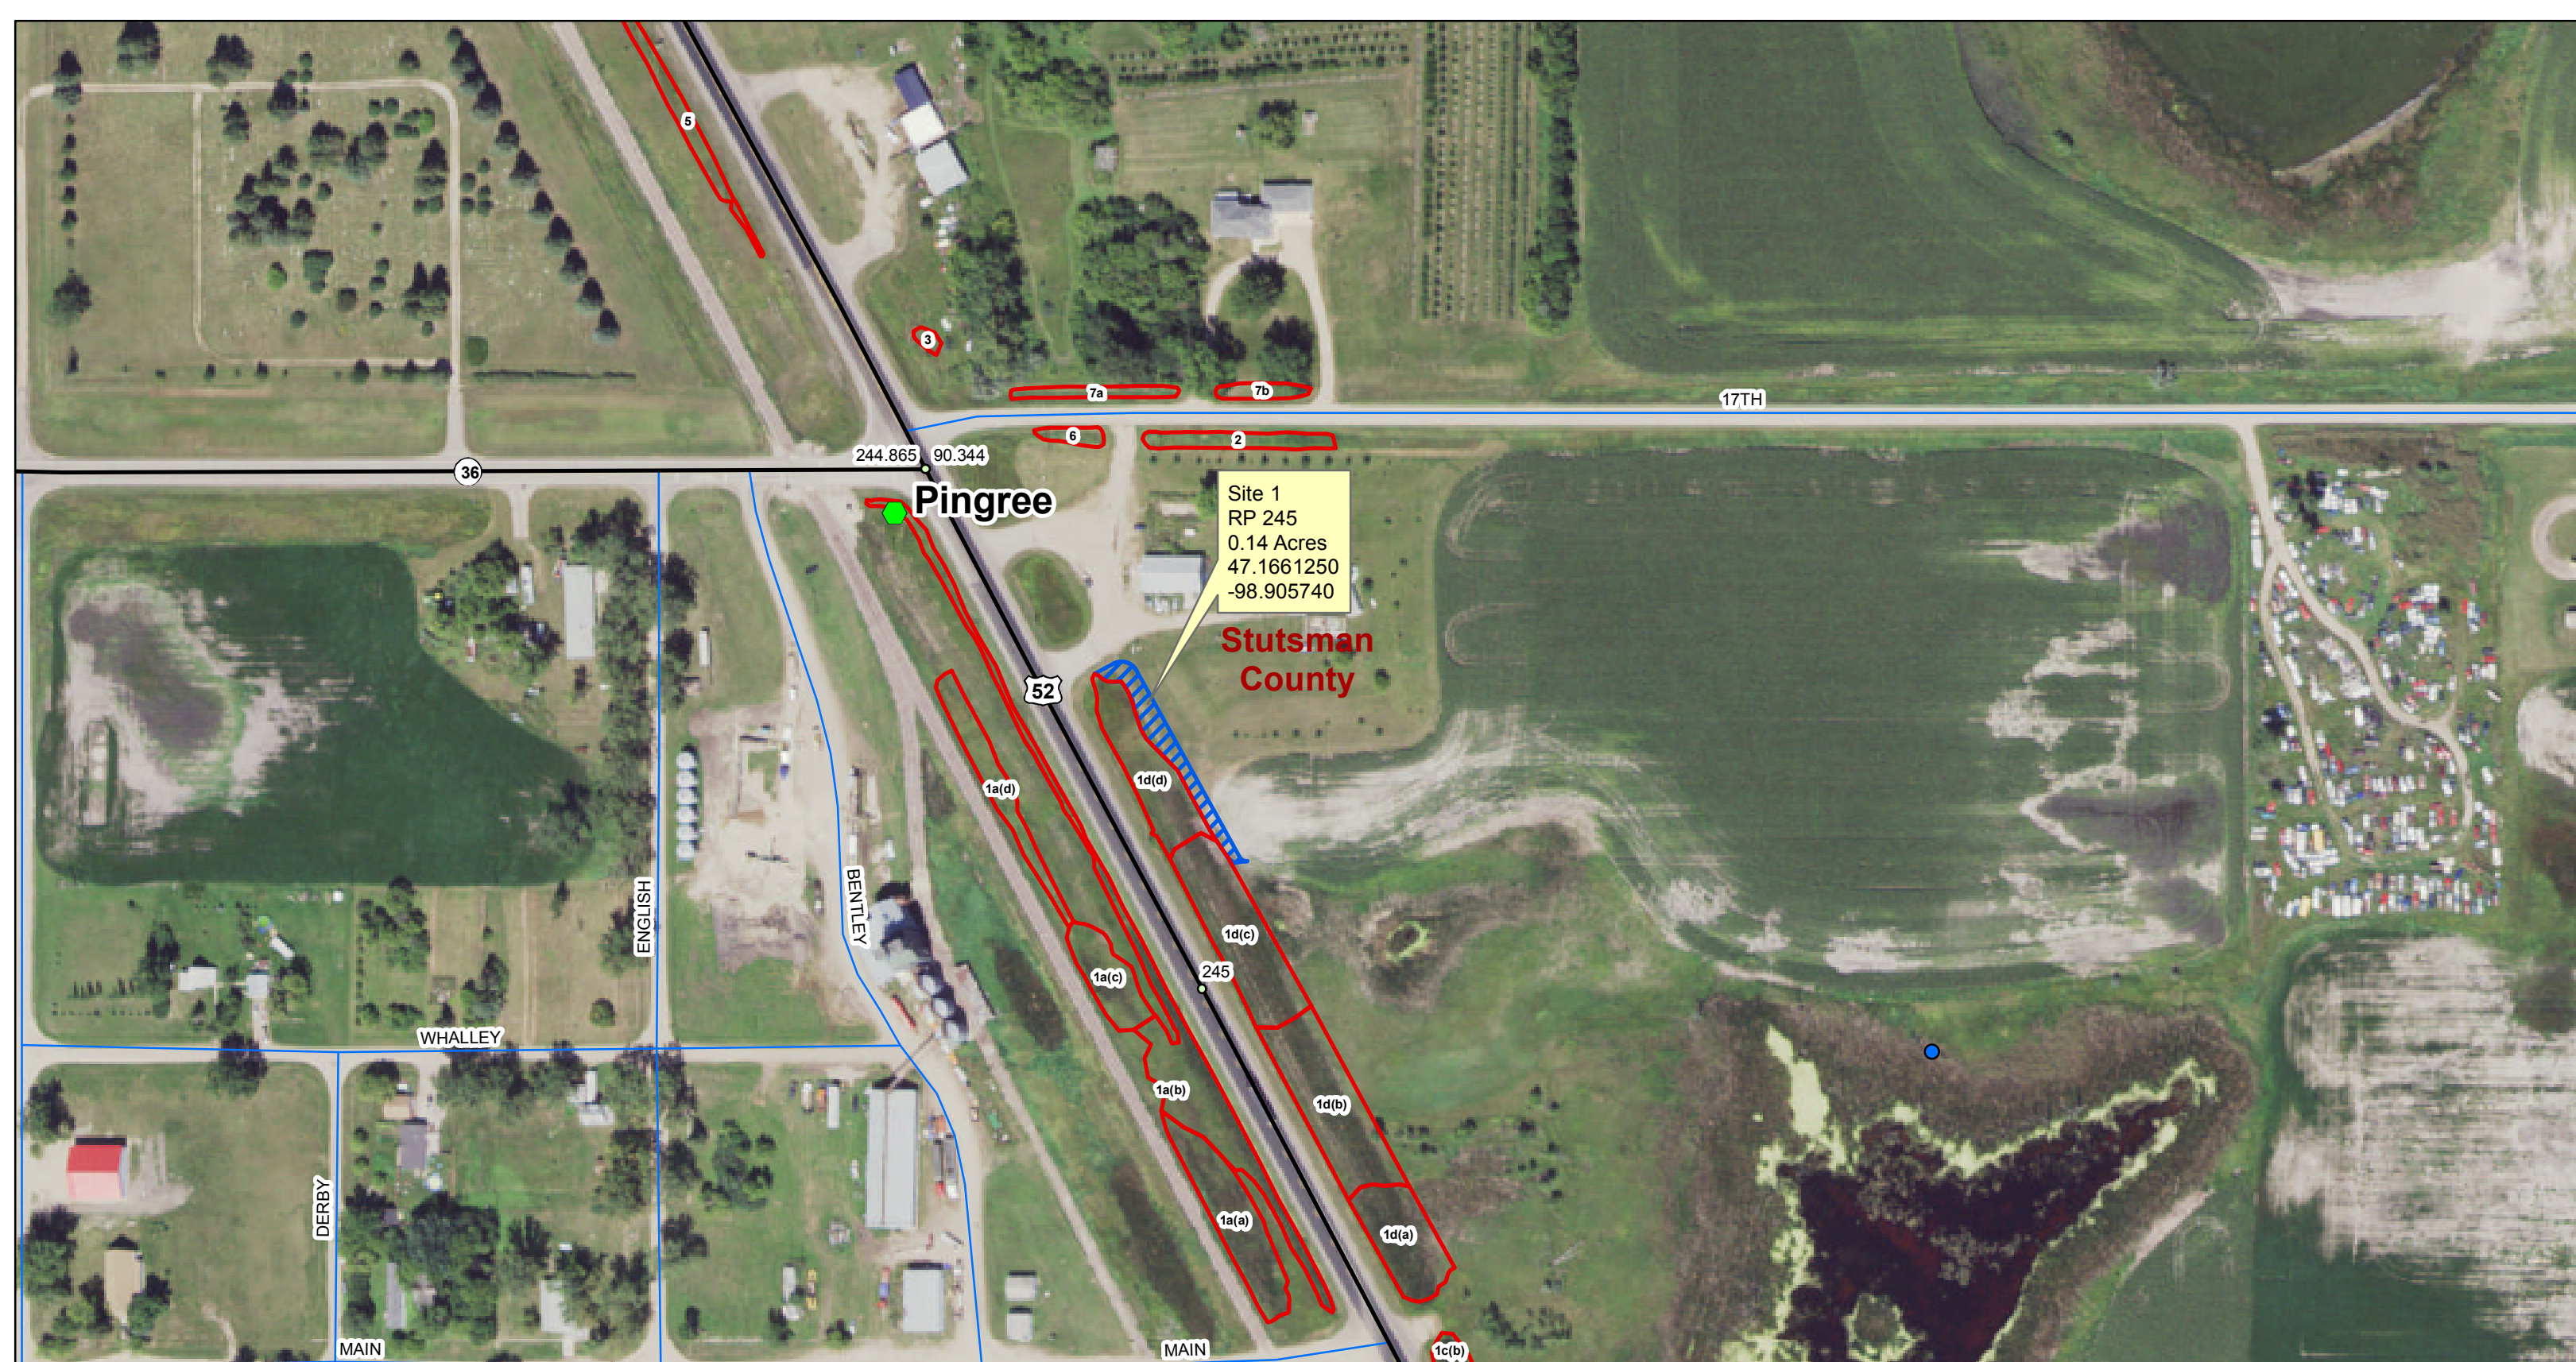 5
3
7a
7b
17TH
6
2
244.865
90.344
36
Pingree
Site 1
RP 245
0.14 Acres
47.1661250
-98.905740
Stutsman
County
52
1d(d)
1a(d)
ENGLISH
BENTLEY
1d(c)
245
1a(c)
WHALLEY
1a(b)
1d(b)
DERBY
1a(a)
1d(a)
MAIN
MAIN
1c(b)